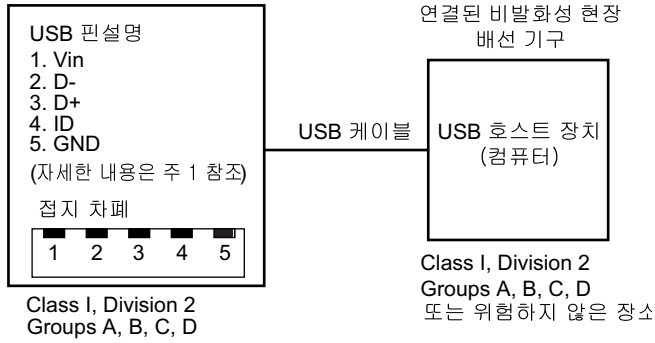 USB 핀설명
1. Vin
2. D-
3. D+
4. ID
5. GND
(자세한 내용은 주 1 참조)
접지 차폐
1 2 3 4 5
Class I, Division 2
Groups A, B, C, D
USB 케이블
연결된 비발화성 현장
배선 기구
USB 호스트 장치
(컴퓨터)
Class I, Division 2
Groups A, B, C, D
또는 위험하지 않은 장소